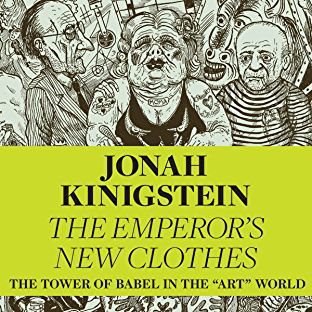 JONAH
KINIGSTEIN
THE EMPEROR'S
NEW CLOTHES
THE TOWER OF BABEL IN THE “ART” WORLD